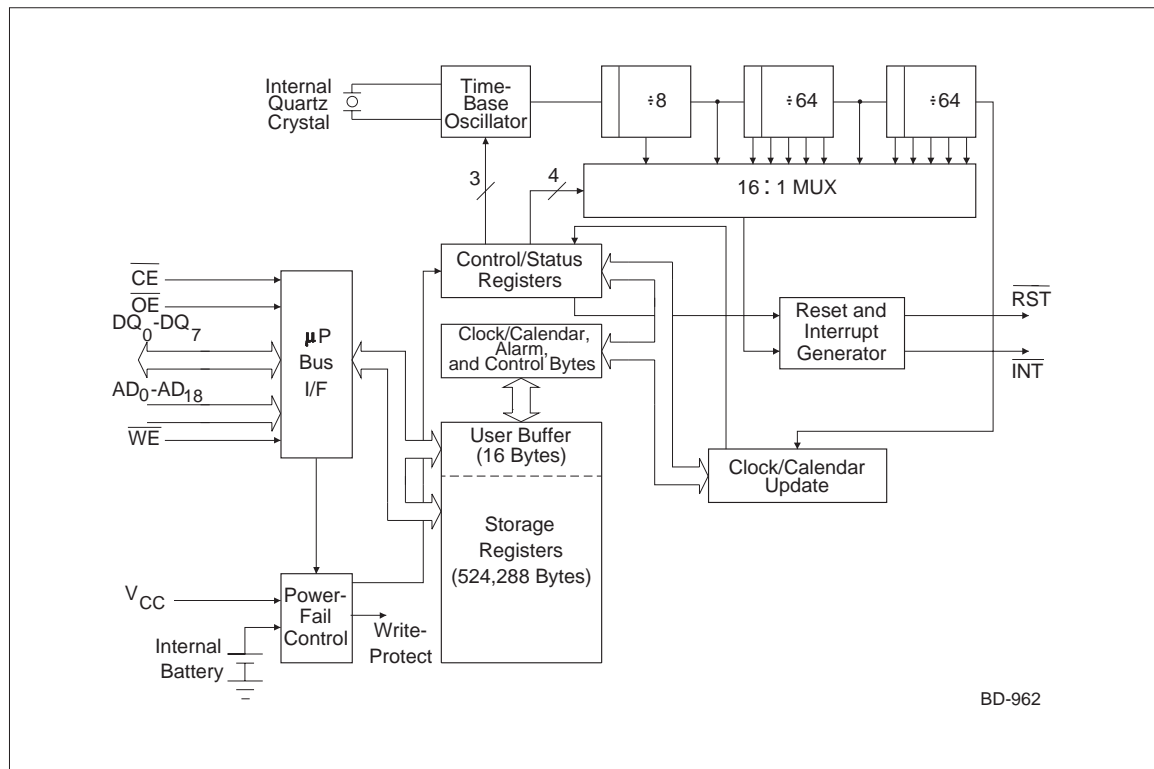 Internal
Quartz
Crystal
Time-
Base
Oscillator
÷8
÷64
÷64
3
4
16 : 1 MUX
CE
OE
DQ0-DQ7
AD0-AD18
WE
µP
Bus
I/F
Control/Status
Registers
Clock/Calendar,
Alarm,
and Control Bytes
User Buffer
(16 Bytes)
Storage
Registers
(524,288 Bytes)
Reset and
Interrupt
Generator
RST
INT
Clock/Calendar
Update
VCC
Power-
Fail
Control
Write-
Protect
Internal
Battery
BD-962